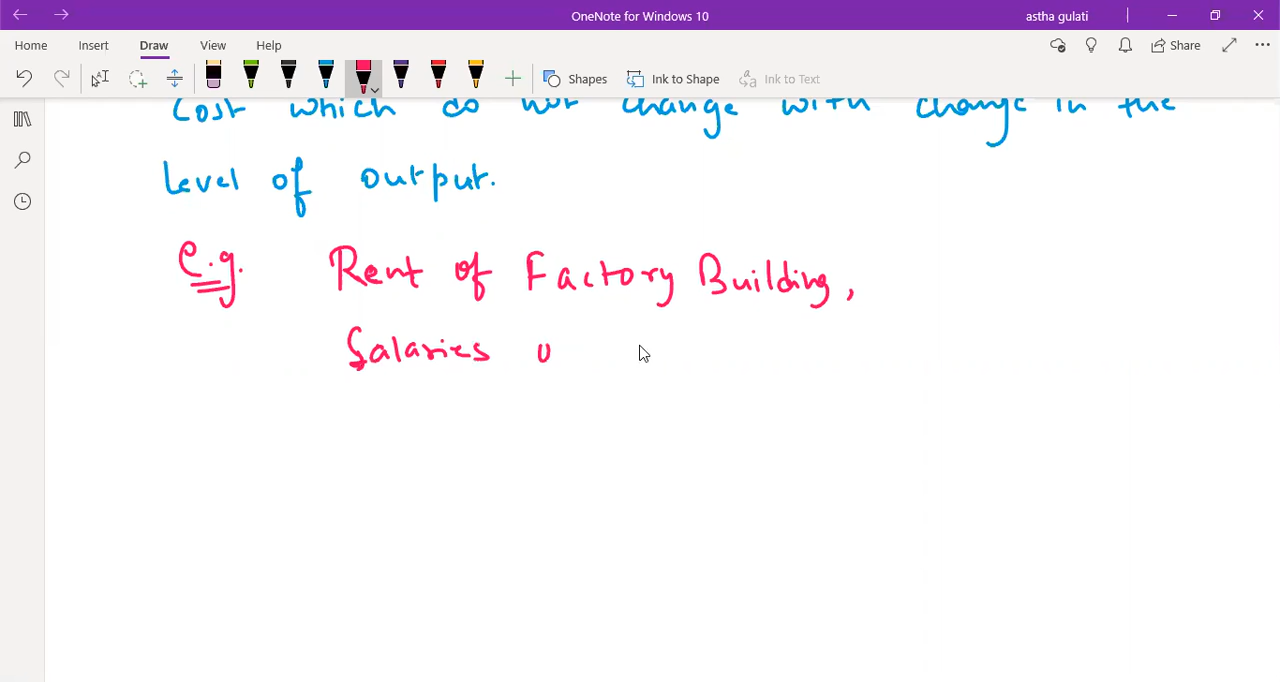 OneNote for Windows 10
astha gulati
Home Insert Draw View Help
Share
Shapes Ink to Shape Ink to Text
Cost which do not change with change in the
level of output.
e.g. Rent of Factory Building,
Salaries